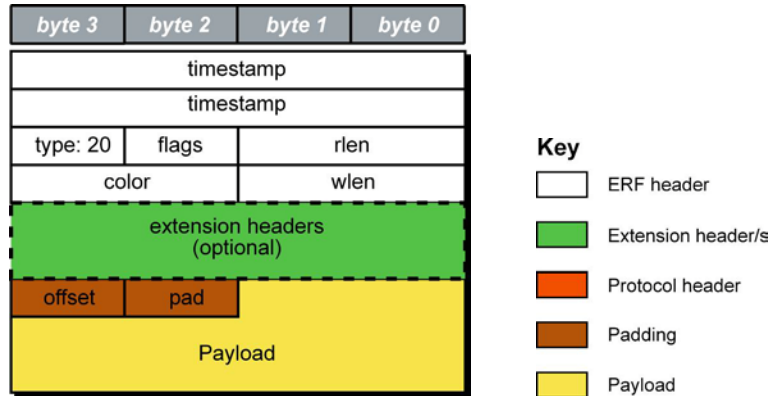 byte 3 byte 2 byte 1 byte 0
timestamp
timestamp
type: 20 flags rlen
color wlen
extension headers
(optional)
offset pad
Payload
Key
ERF header
Extension header/s
Protocol header
Padding
Payload